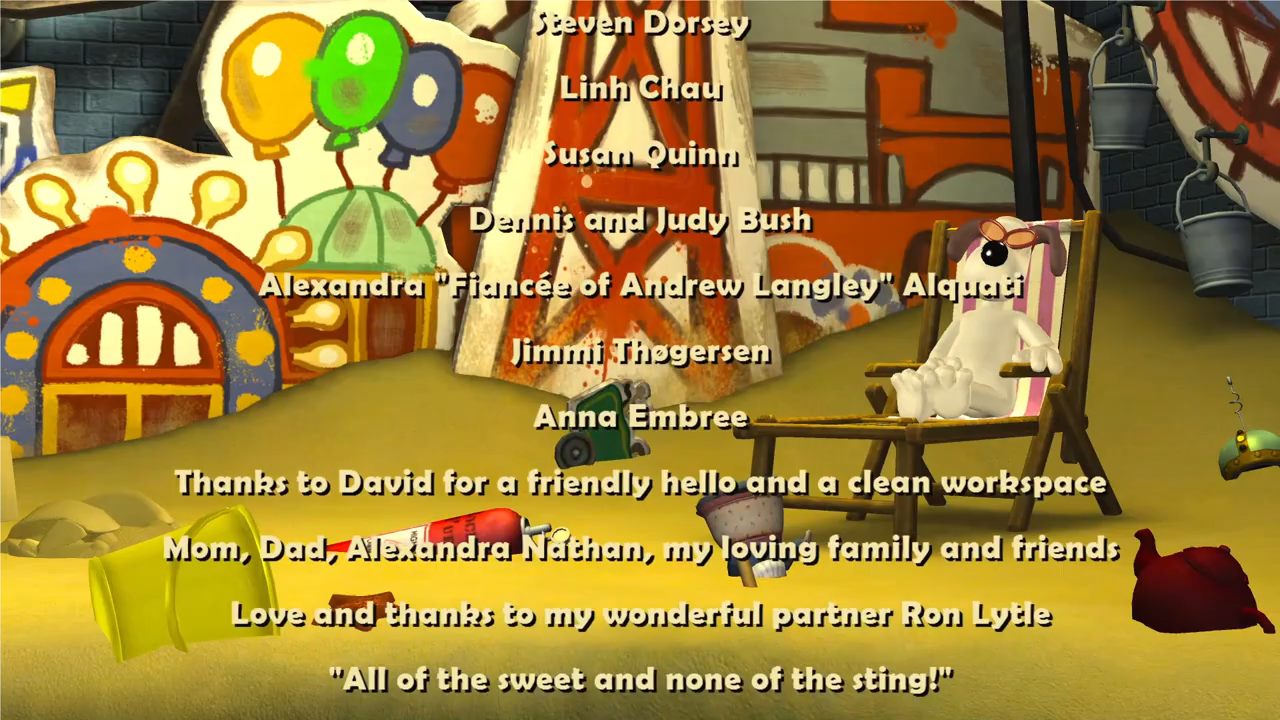 Steven Dorsey
Linh Chau
Susan Quinn
Dennis and Judy Bush
Alexandra "Fiancée of Andrew Langley" Alquati
Jimmi Thøgersen
Anna Embree
Thanks to David for a friendly hello and a clean workspace
Mom, Dad, Alexandra Nathan, my loving family and friends
Love and thanks to my wonderful partner Ron Lytle
"All of the sweet and none of the sting!"